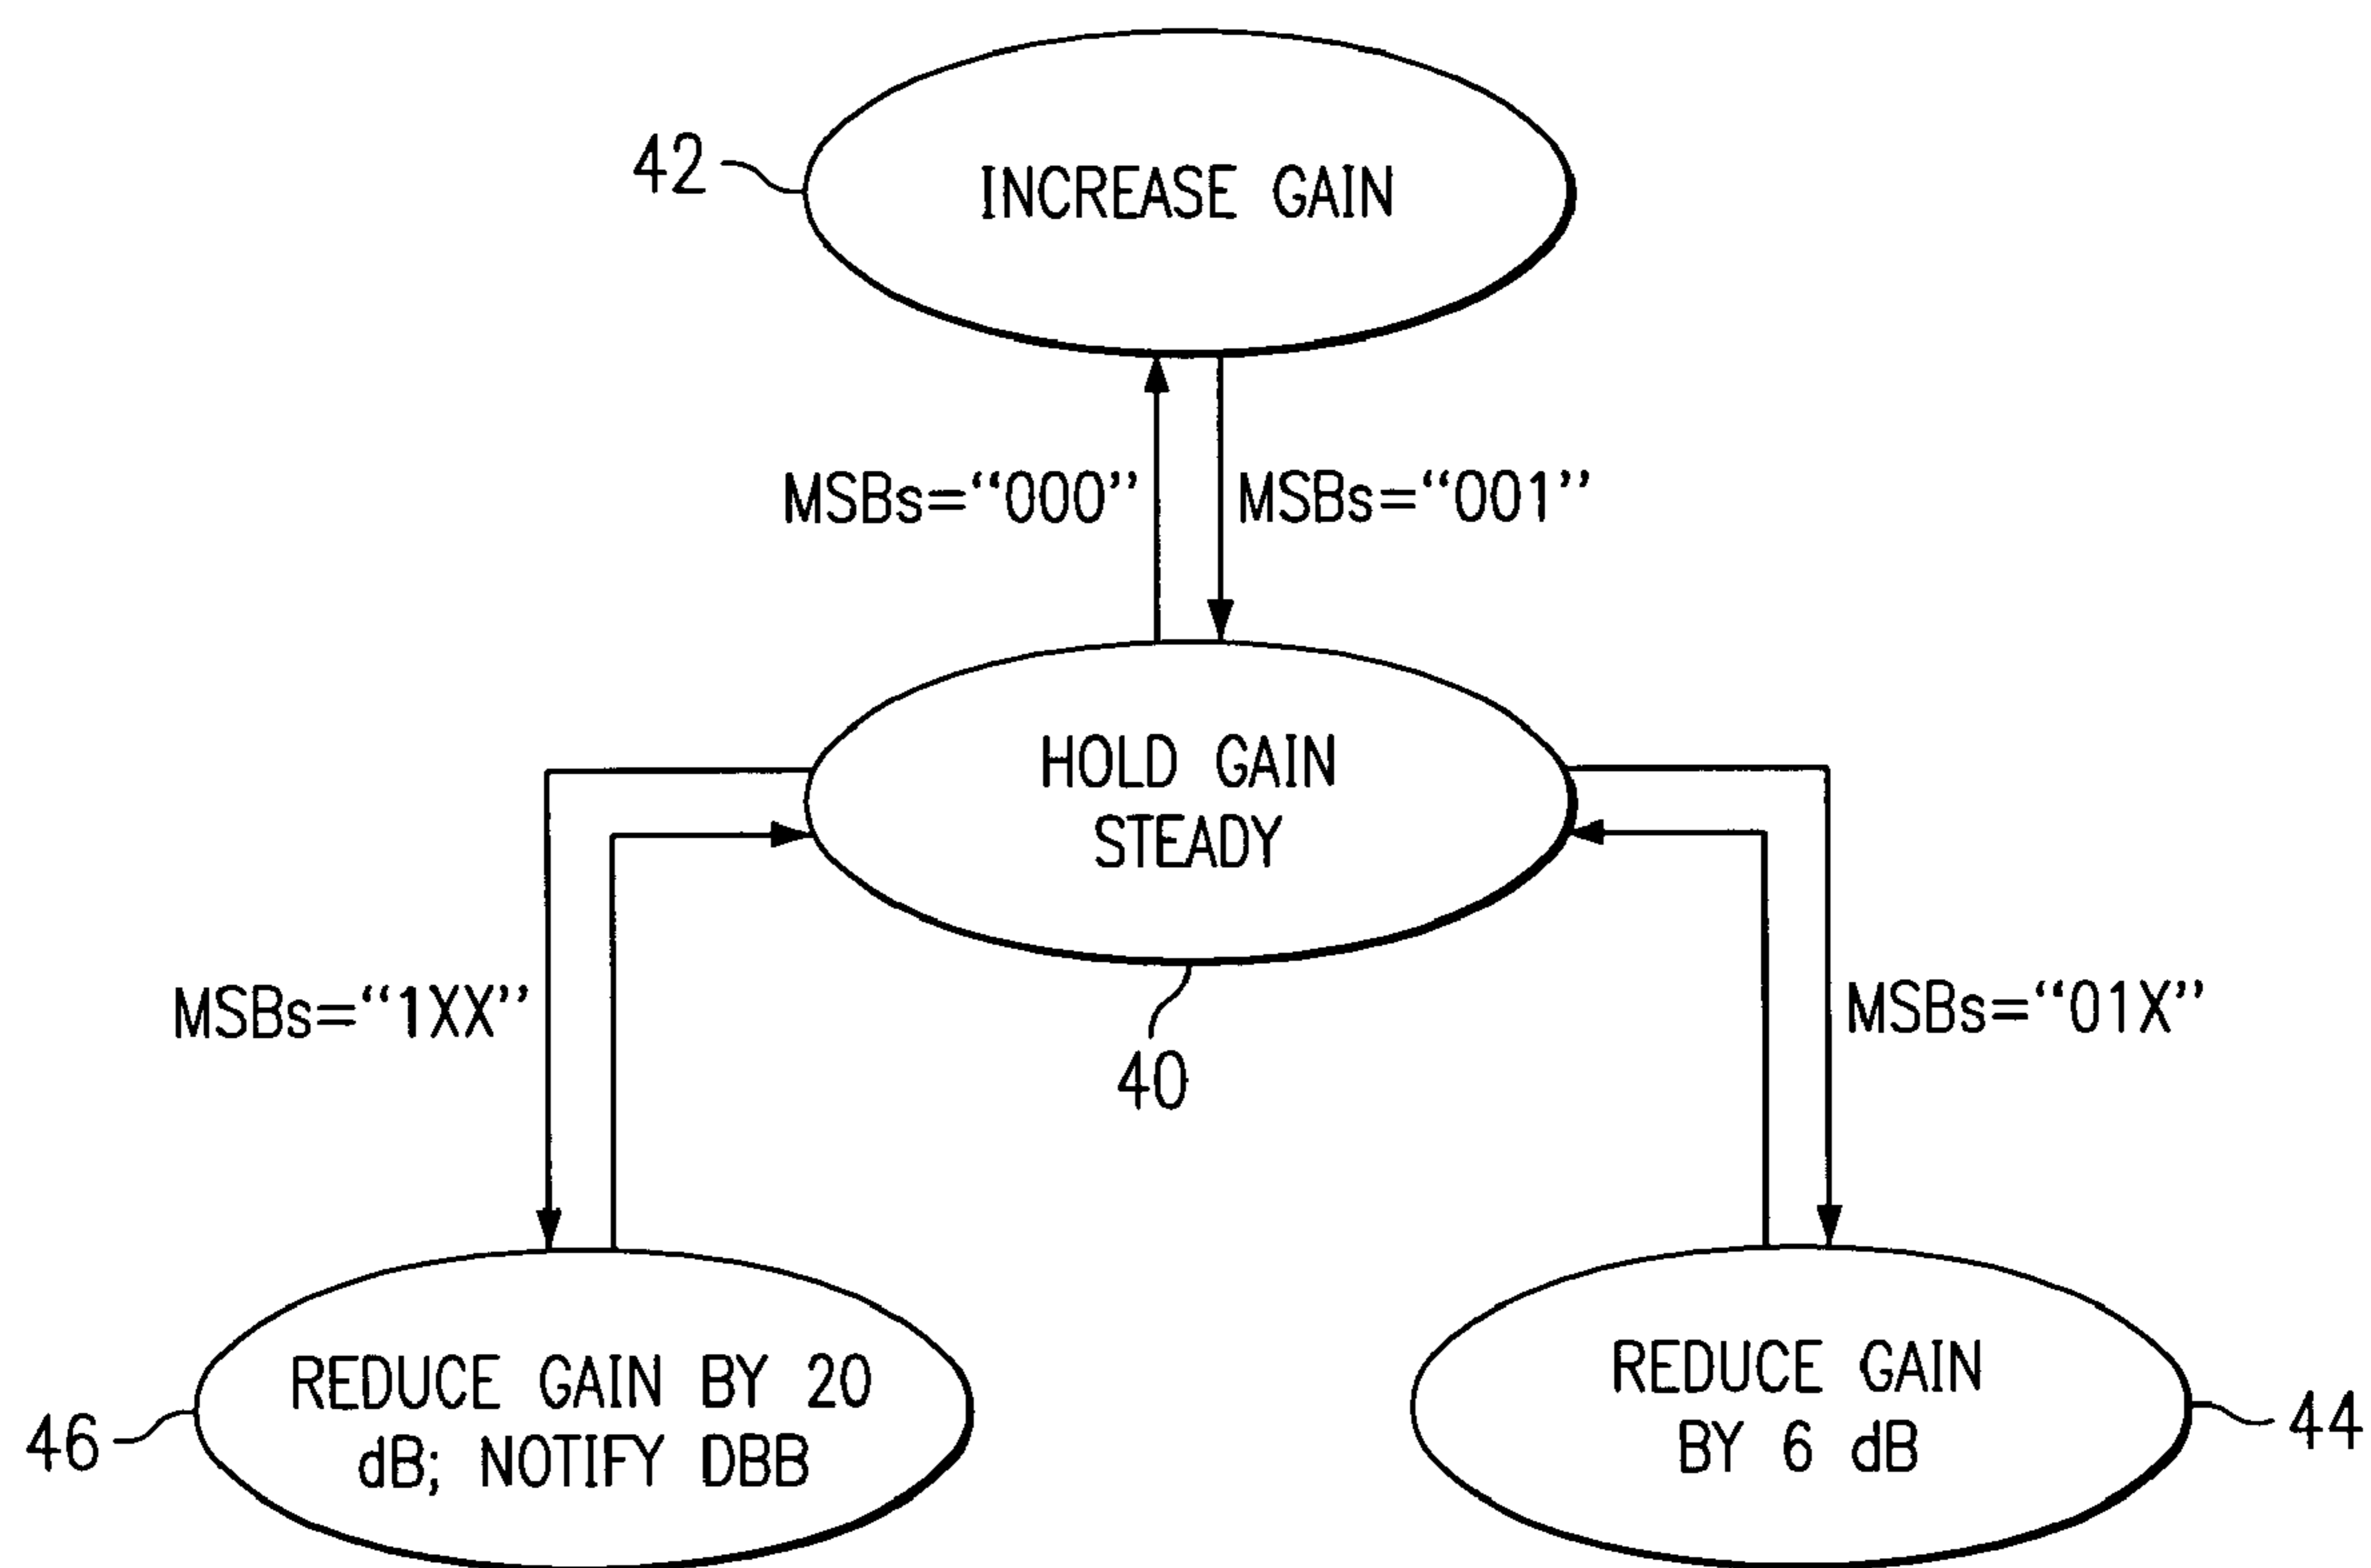 42
INCREASE GAIN
MSBs=“000”
MSBs=“001”
HOLD GAIN
STEADY
MSBs=“1XX”
MSBs=“01X”
40
REDUCE GAIN BY 20
dB; NOTIFY DBB
46
REDUCE GAIN
BY 6 dB
44